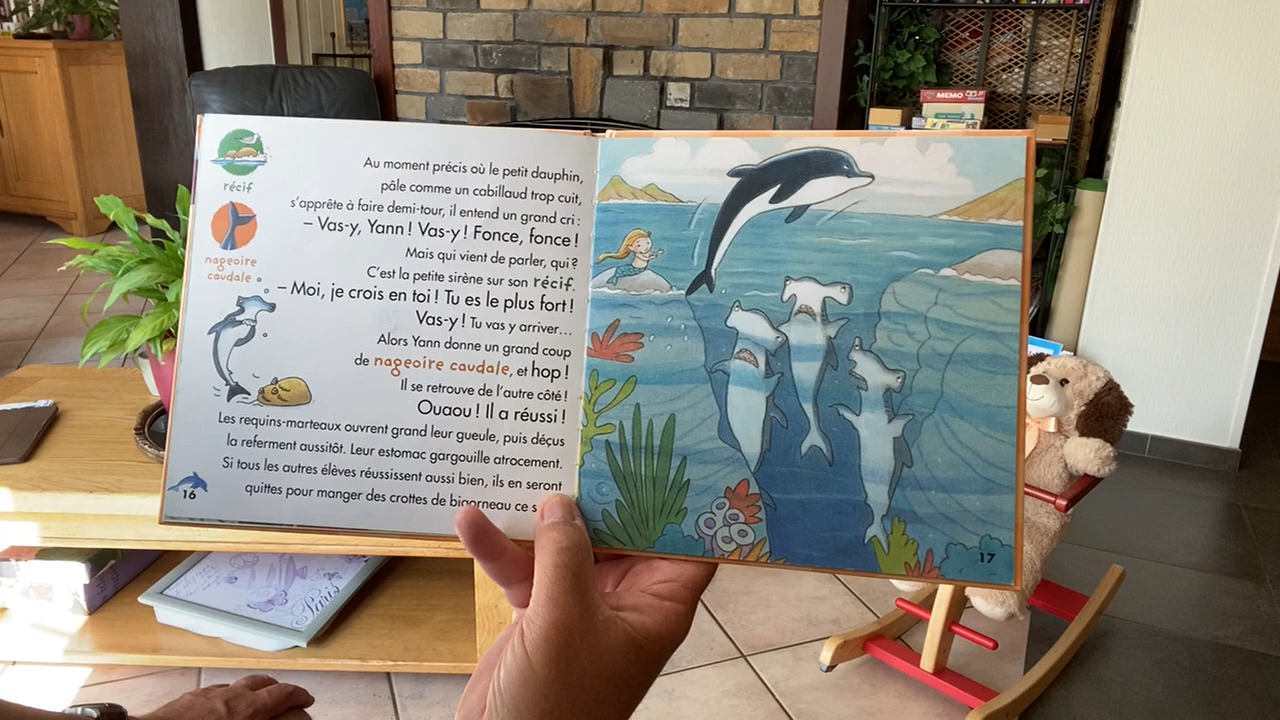 récif
nageoire
caudale
Au moment précis où le petit dauphin,
pâle comme un cabillaud trop cuit,
s'apprête à faire demi-tour, il entend un grand cri :
– Vas-y, Yann ! Vas-y ! Fonce, fonce !
Mais qui vient de parler, qui ?
C'est la petite sirène sur son récif.
– Moi, je crois en toi ! Tu es le plus fort !
Vas-y ! Tu vas y arriver...
Alors Yann donne un grand coup
de nageoire caudale, et hop !
Il se retrouve de l'autre côté !
Ouaou ! Il a réussi !
Les requins-marteaux ouvrent grand leur gueule, puis déçus
la referment aussitôt. Leur estomac gargouille atrocement.
Si tous les autres élèves réussissent aussi bien, ils en seront
quittes pour manger des crottes de bigorneau ce
16
17
MEMO
Paris